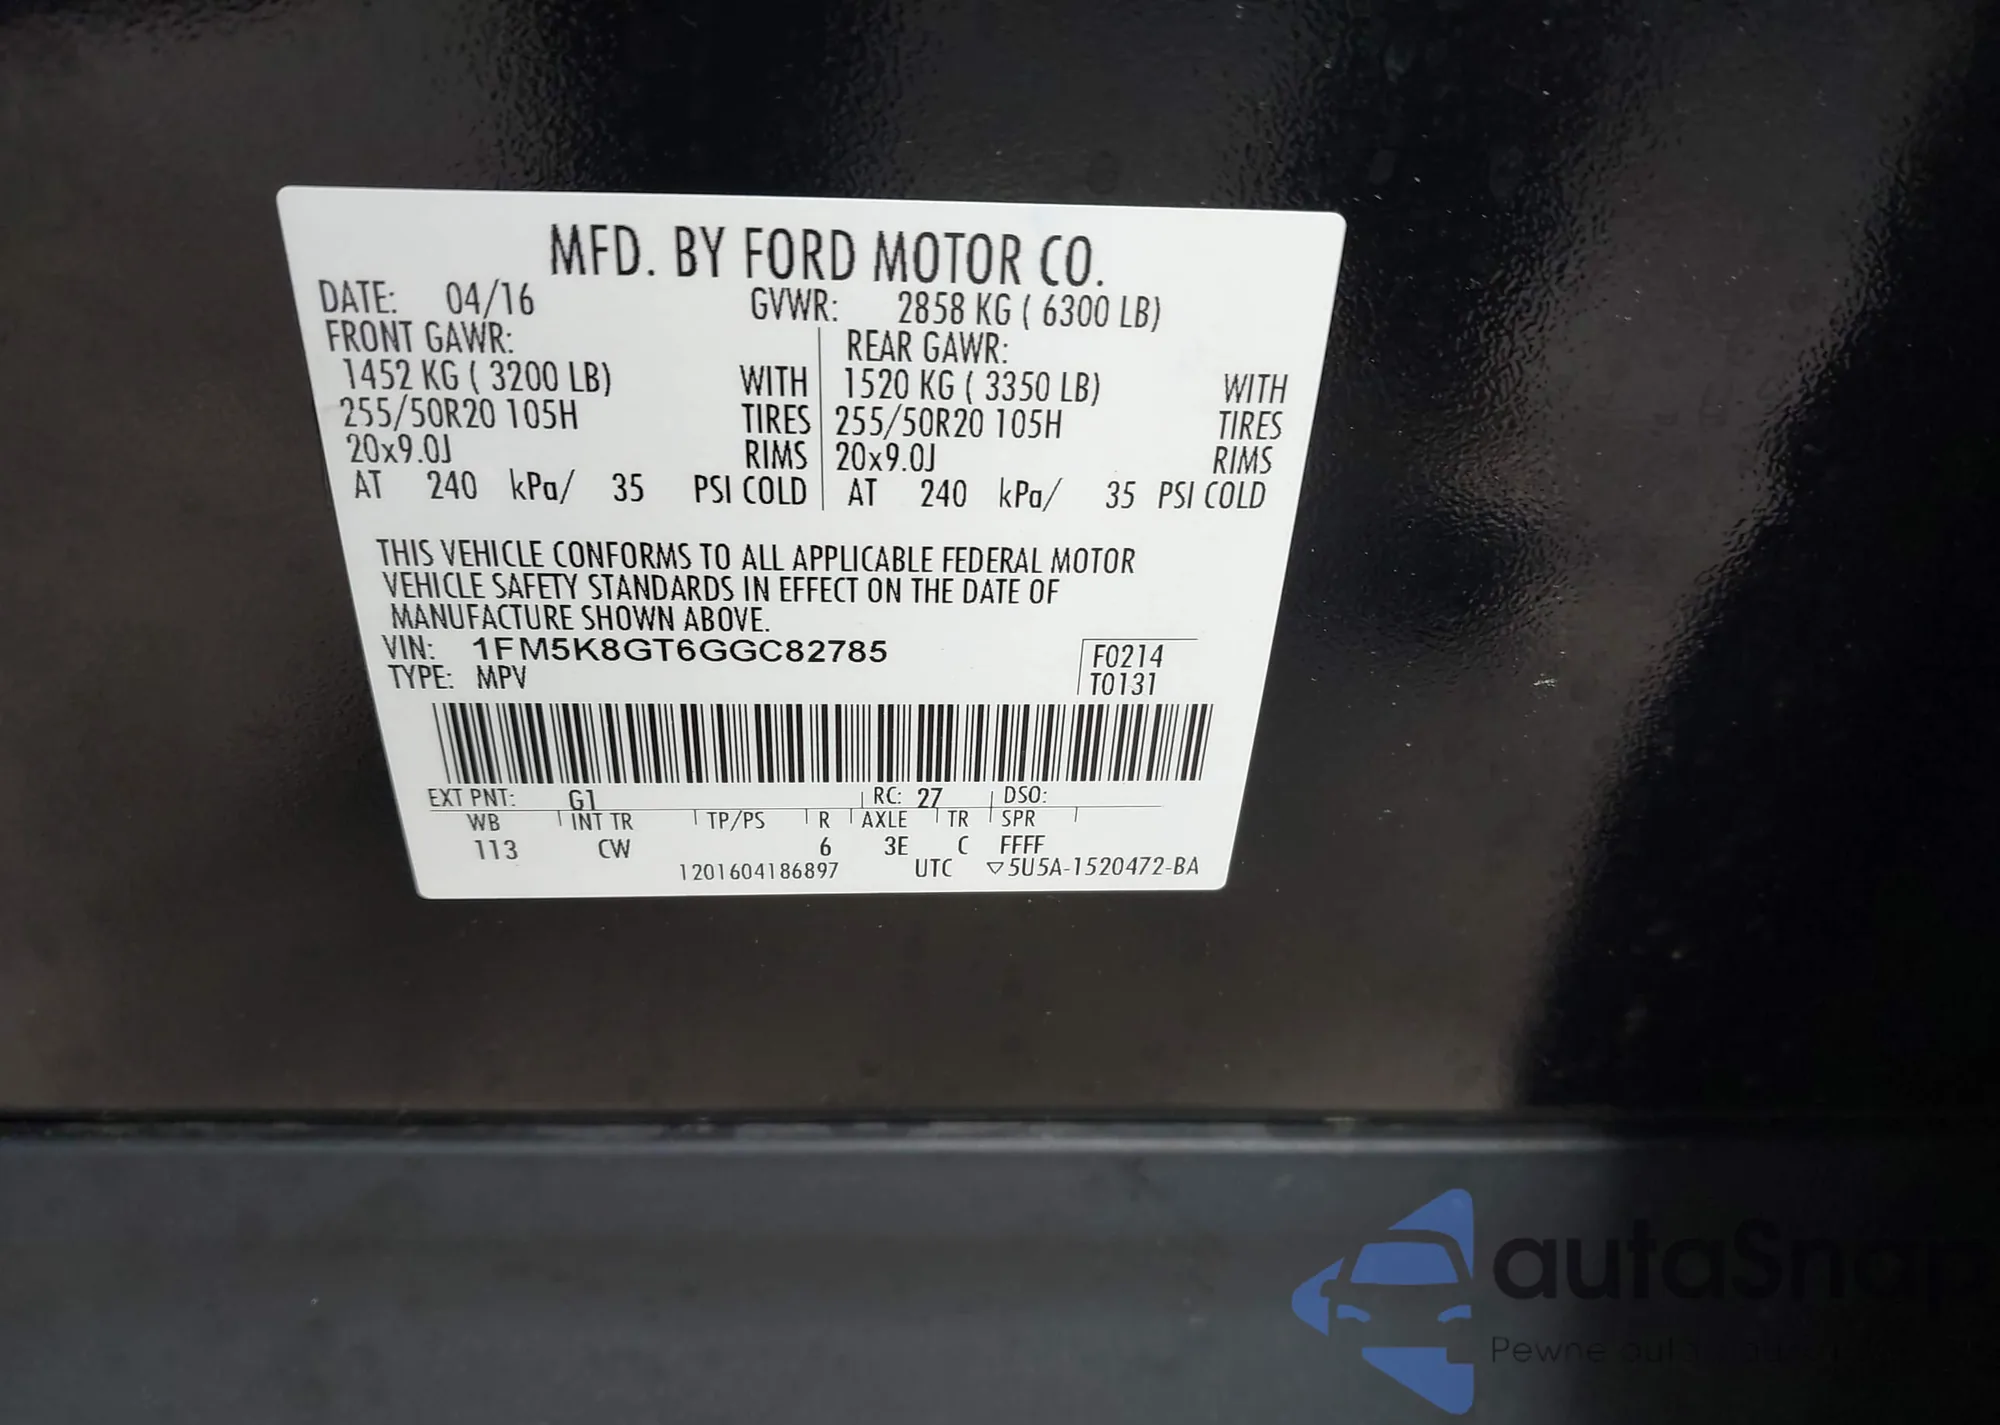 MFD. BY FORD MOTOR CO.
DATE: 04/16 GVWR: 2858 KG ( 6300 LB)
FRONT GAWR: REAR GAWR:
1452 KG ( 3200 LB) WITH 1520 KG ( 3350 LB) WITH
255/50R20 105H TIRES 255/50R20 105H TIRES
20x9.0J RIMS 20x9.0J RIMS
AT 240 kPa/ 35 PSI COLD AT 240 kPa/ 35 PSI COLD
THIS VEHICLE CONFORMS TO ALL APPLICABLE FEDERAL MOTOR
VEHICLE SAFETY STANDARDS IN EFFECT ON THE DATE OF
MANUFACTURE SHOWN ABOVE.
VIN: 1FM5K8GT6GGC82785 F0214
TYPE: MPV T0131
EXT PNT: G1 RC: 27 DSO:
WB INT TR TP/PS R AXLE TR SPR
113 CW 6 3E C FFFF
1201604186897 UTC ▽5U5A-1520472-BA
autaSnap
Pewne auta